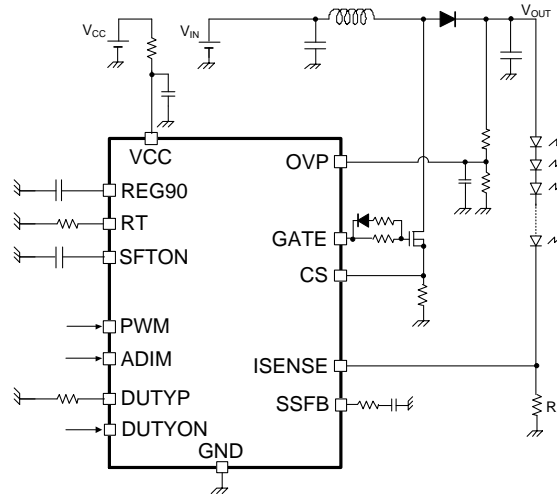 VCC
VIN
VOUT
VCC
OVP
REG90
RT
GATE
SFTON
CS
PWM
ADIM
ISENSE
DUTYP
SSFB
DUTYON
GND
R